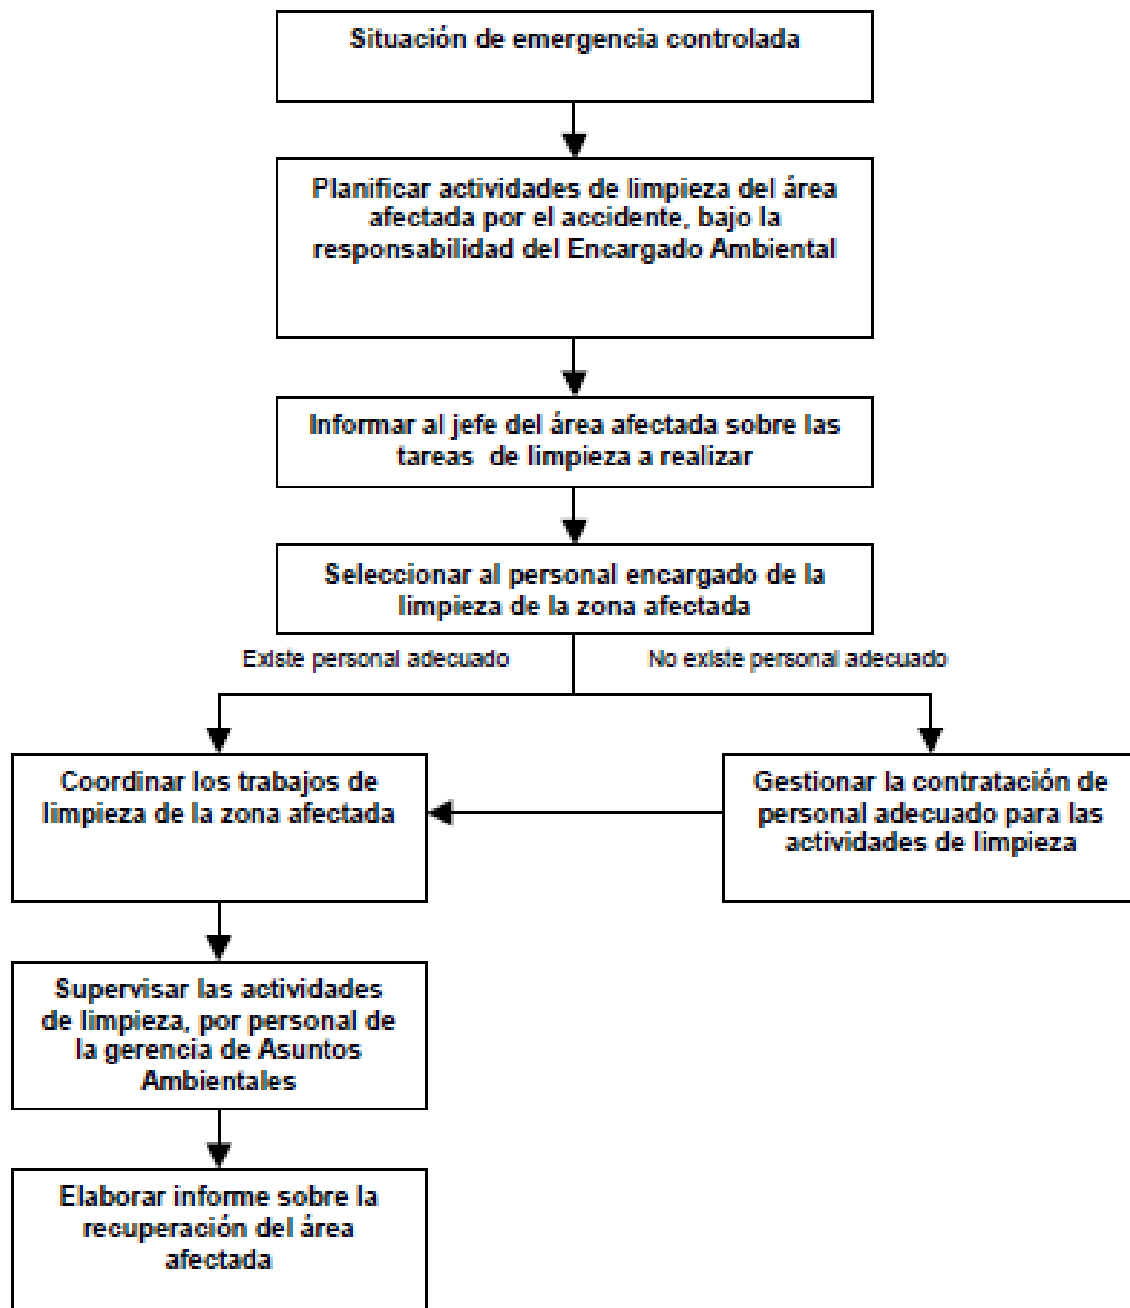 Situación de emergencia controlada
Planificar actividades de limpieza del área
afectada por el accidente, bajo la
responsabilidad del Encargado Ambiental
Informar al jefe del área afectada sobre las
tareas de limpieza a realizar
Seleccionar al personal encargado de la
limpieza de la zona afectada
Existe personal adecuado
No existe personal adecuado
Coordinar los trabajos de
limpieza de la zona afectada
Gestionar la contratación de
personal adecuado para las
actividades de limpieza
Supervisar las actividades
de limpieza, por personal de
la gerencia de Asuntos
Ambientales
Elaborar informe sobre la
recuperación del área
afectada